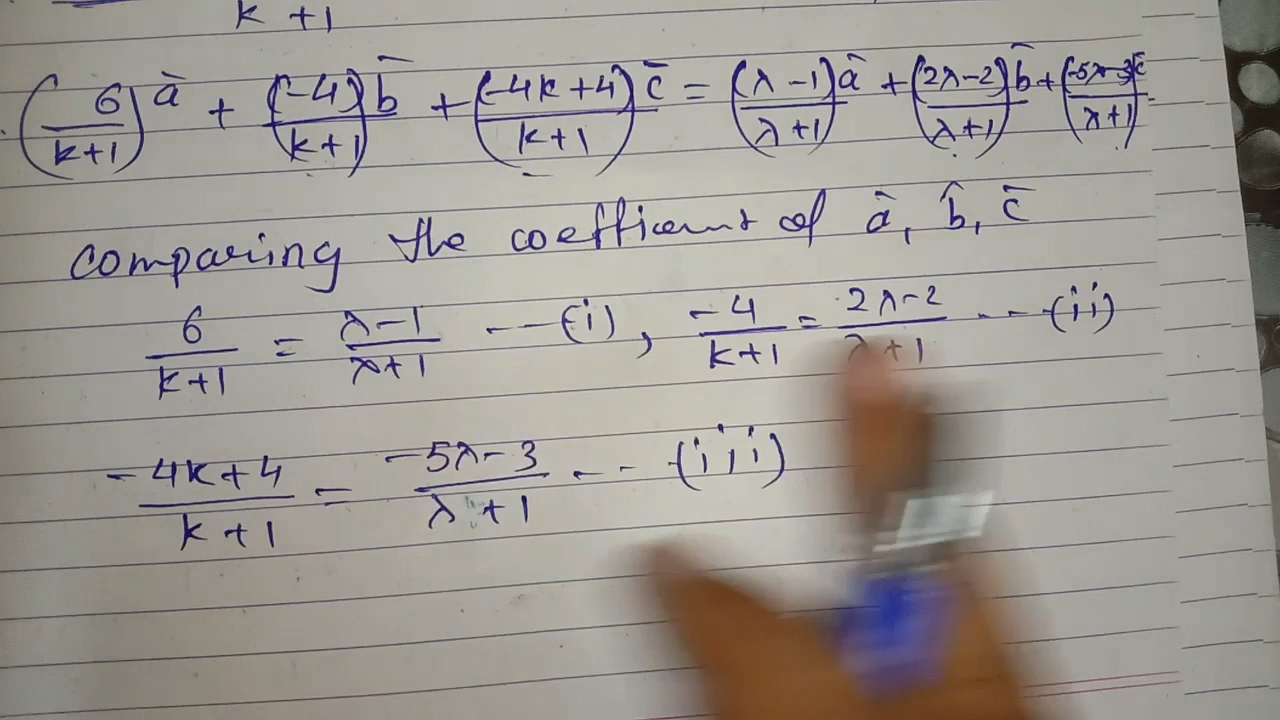 k +1
(6/k+1) ā + (-4/k+1) b̄ + (-4k+4/k+1) c̄ = (λ-1/λ+1) ā + (2λ-2/λ+1) b̄ + (-5λ-3/λ+1) c̄
comparing the coefficient of ā, b̄, c̄
6/k+1 = λ-1/λ+1 ---(i), -4/k+1 = 2λ-2/λ+1 ---(ii)
-4k+4/k+1 = -5λ-3/λ+1 --- (iii)